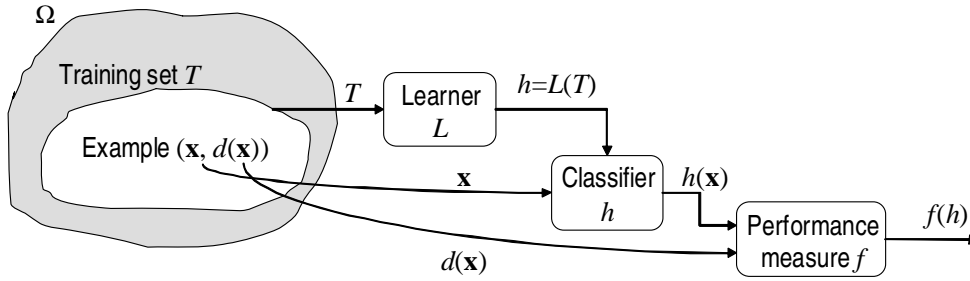 Ω
Training set T
T
Learner
L
h=L(T)
Example (x, d(x))
x
Classifier
h
h(x)
d(x)
Performance
measure f
f(h)